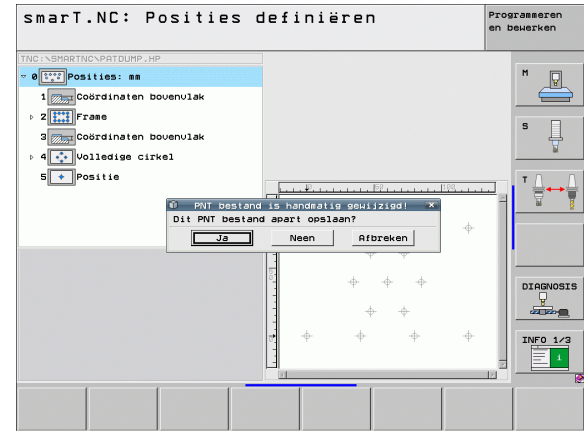 smarT.NC: Posities definiëren
Programmeren
en bewerken
TNC:\SMARTNC\PATDUMP.HP
0 Posities: mm
1 Coördinaten bovenvlak
2 Frame
3 Coördinaten bovenvlak
4 Volledige cirkel
5 Positie
M
S
T
PNT bestand is handmatig gewijzigd!
Dit PNT bestand apart opslaan?
Ja
Neen
Afbreken
DIAGNOSIS
INFO 1/3